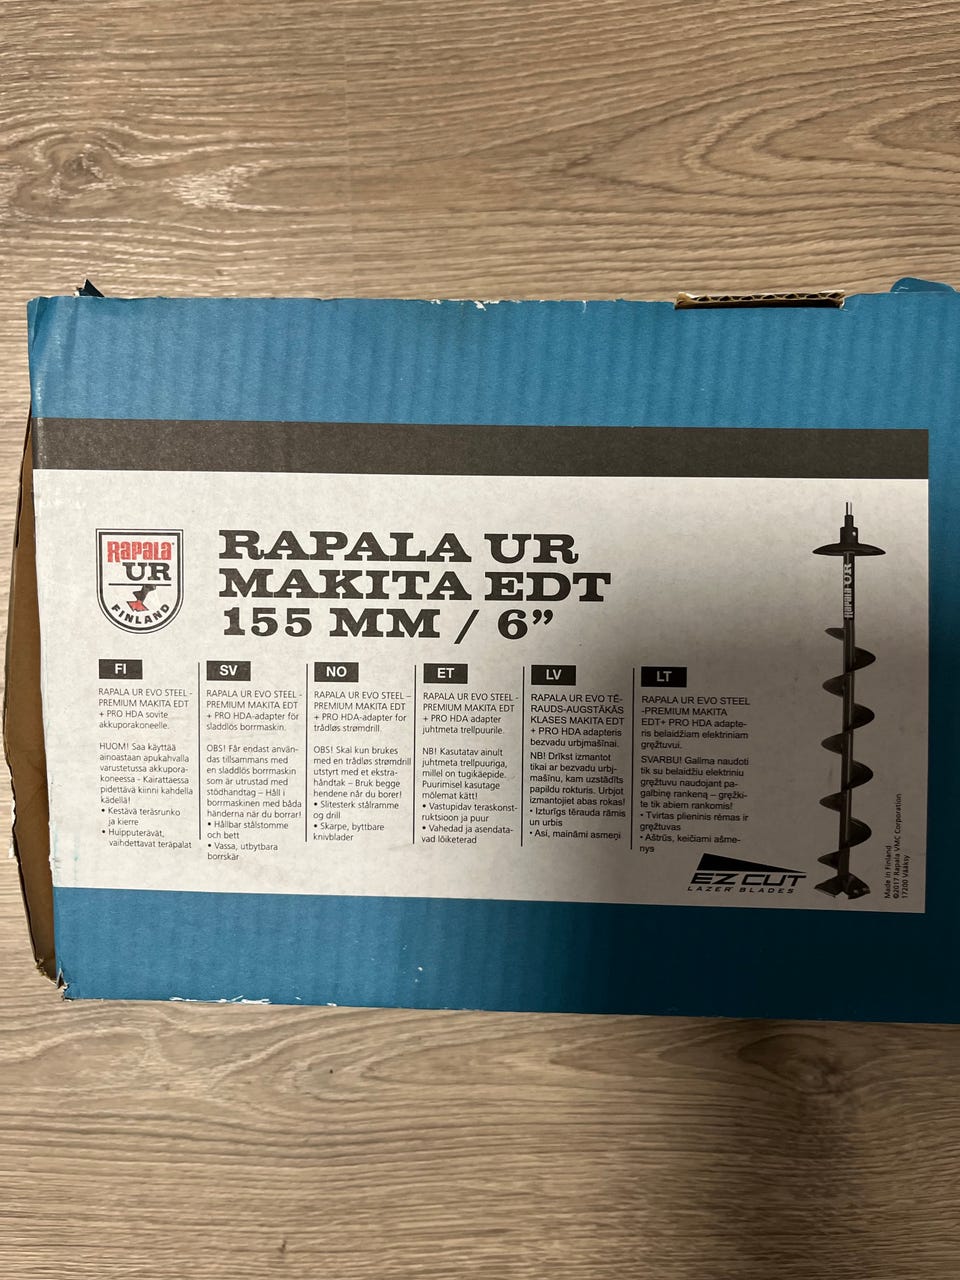 RAPALA UR
MAKITA EDT
155 MM / 6”
Rapala
UR
FINLAND
FI
RAPALA UR EVO STEEL -
PREMIUM MAKITA EDT
+ PRO HDA sovite
akkuporakoneelle.
HUOM! Saa käyttää
ainoastaan apukahvalla
varustetussa akkupora-
koneessa - Kairattaessa
pidettävä kiinni kahdella
kädellä!
• Kestävä teräsrunko
ja kierre
• Huipputerävät,
vaihdettavat teräpalat
SV
RAPALA UR EVO STEEL -
PREMIUM MAKITA EDT
+ PRO HDA-adapter för
sladdlös borrmaskin.
OBS! Får endast använ-
das tillsammans med
en sladdlös borrmaskin
som är utrustad med
stödhandtag – Håll i
borrmaskinen med båda
händerna när du borrar!
• Hållbar stålstomme
och bett
• Vassa, utbytbara
borrskär
NO
RAPALA UR EVO STEEL –
PREMIUM MAKITA EDT
+ PRO HDA-adapter for
trådløs strømdrill.
OBS! Skal kun brukes
med en trådløs strømdrill
utstyrt med et ekstra-
håndtak – Bruk begge
hendene når du borer!
• Slitesterk stålramme
og drill
• Skarpe, byttbare
knivblader
ET
RAPALA UR EVO STEEL -
PREMIUM MAKITA EDT
+ PRO HDA adapter
juhtmeta trellpuurile.
NB! Kasutatav ainult
juhtmeta trellpuuriga,
millel on tugikäepide.
Puurimisel kasutage
mõlemat kätt!
• Vastupidav teraskonst-
ruktsioon ja puur
• Vahedad ja asendata-
vad lõiketerad
LV
RAPALA UR EVO TĒ-
RAUDS-AUGSTĀKĀS
KLASES MAKITA EDT
+ PRO HDA adapteris
bezvadu urbjmašīnai.
NB! Drīkst izmantot
tikai ar bezvadu urbj-
mašīnu, kam uzstādīts
papildu rokturis. Urbjot
izmantojiet abas rokas!
• Izturīgs tērauda rāmis
un urbis
• Asi, maināmi asmeņi
LT
RAPALA UR EVO STEEL
-PREMIUM MAKITA
EDT+ PRO HDA adapte-
ris belaidžiam elektriniam
gręžtuvui.
SVARBU! Galima naudoti
tik su belaidžiu elektriniu
gręžtuvu naudojant pa-
galbinę rankeną – gręžki-
te tik abiem rankomis!
• Tvirtas plieninis rėmas ir
gręžtuvas
• Aštrūs, keičiami ašme-
nys
Rapala UR
EZ CUT
LAZER® BLADES
Made in Finland
©2017 Rapala VMC Corporation
17200 Vääksy